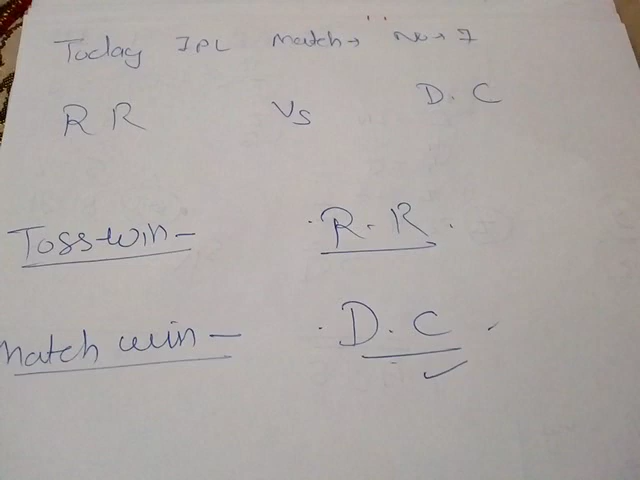 Today IPL Match → No → 7
R R Vs D. C
Toss win – R. R.
Match win – . D. C .